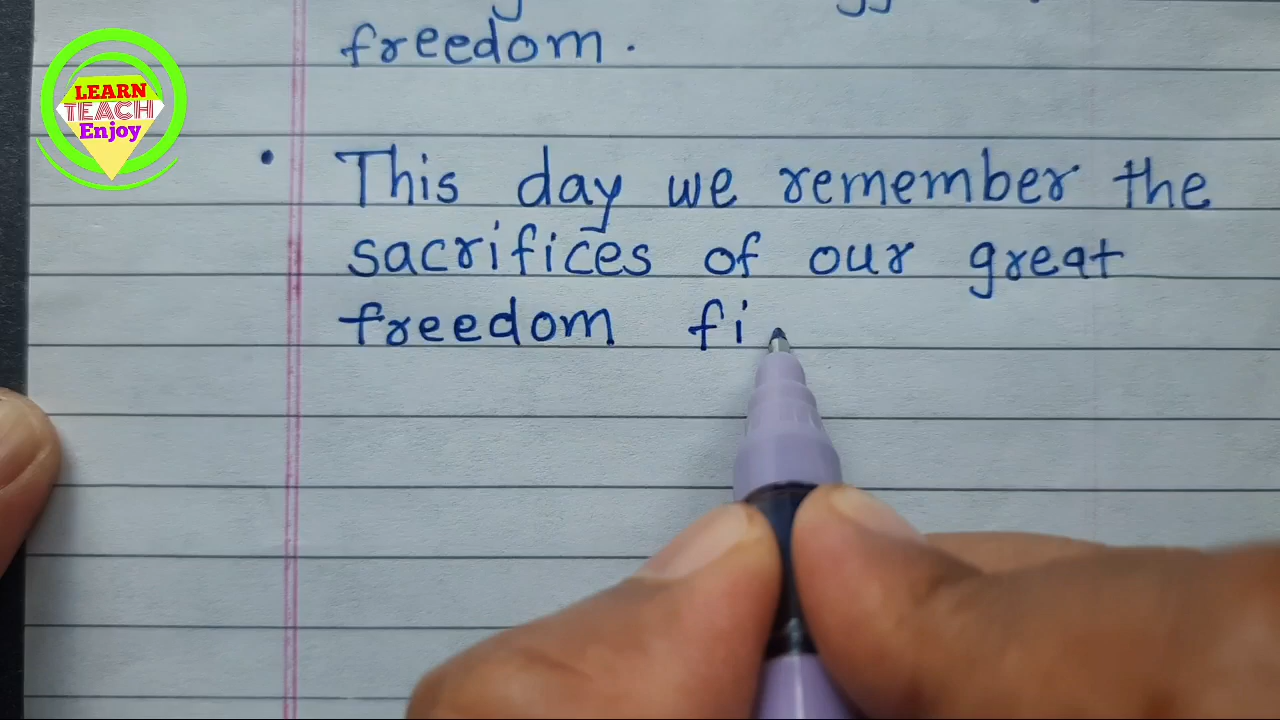 freedom.
LEARN
TEACH
Enjoy
• This day we remember the
sacrifices of our great
freedom fi